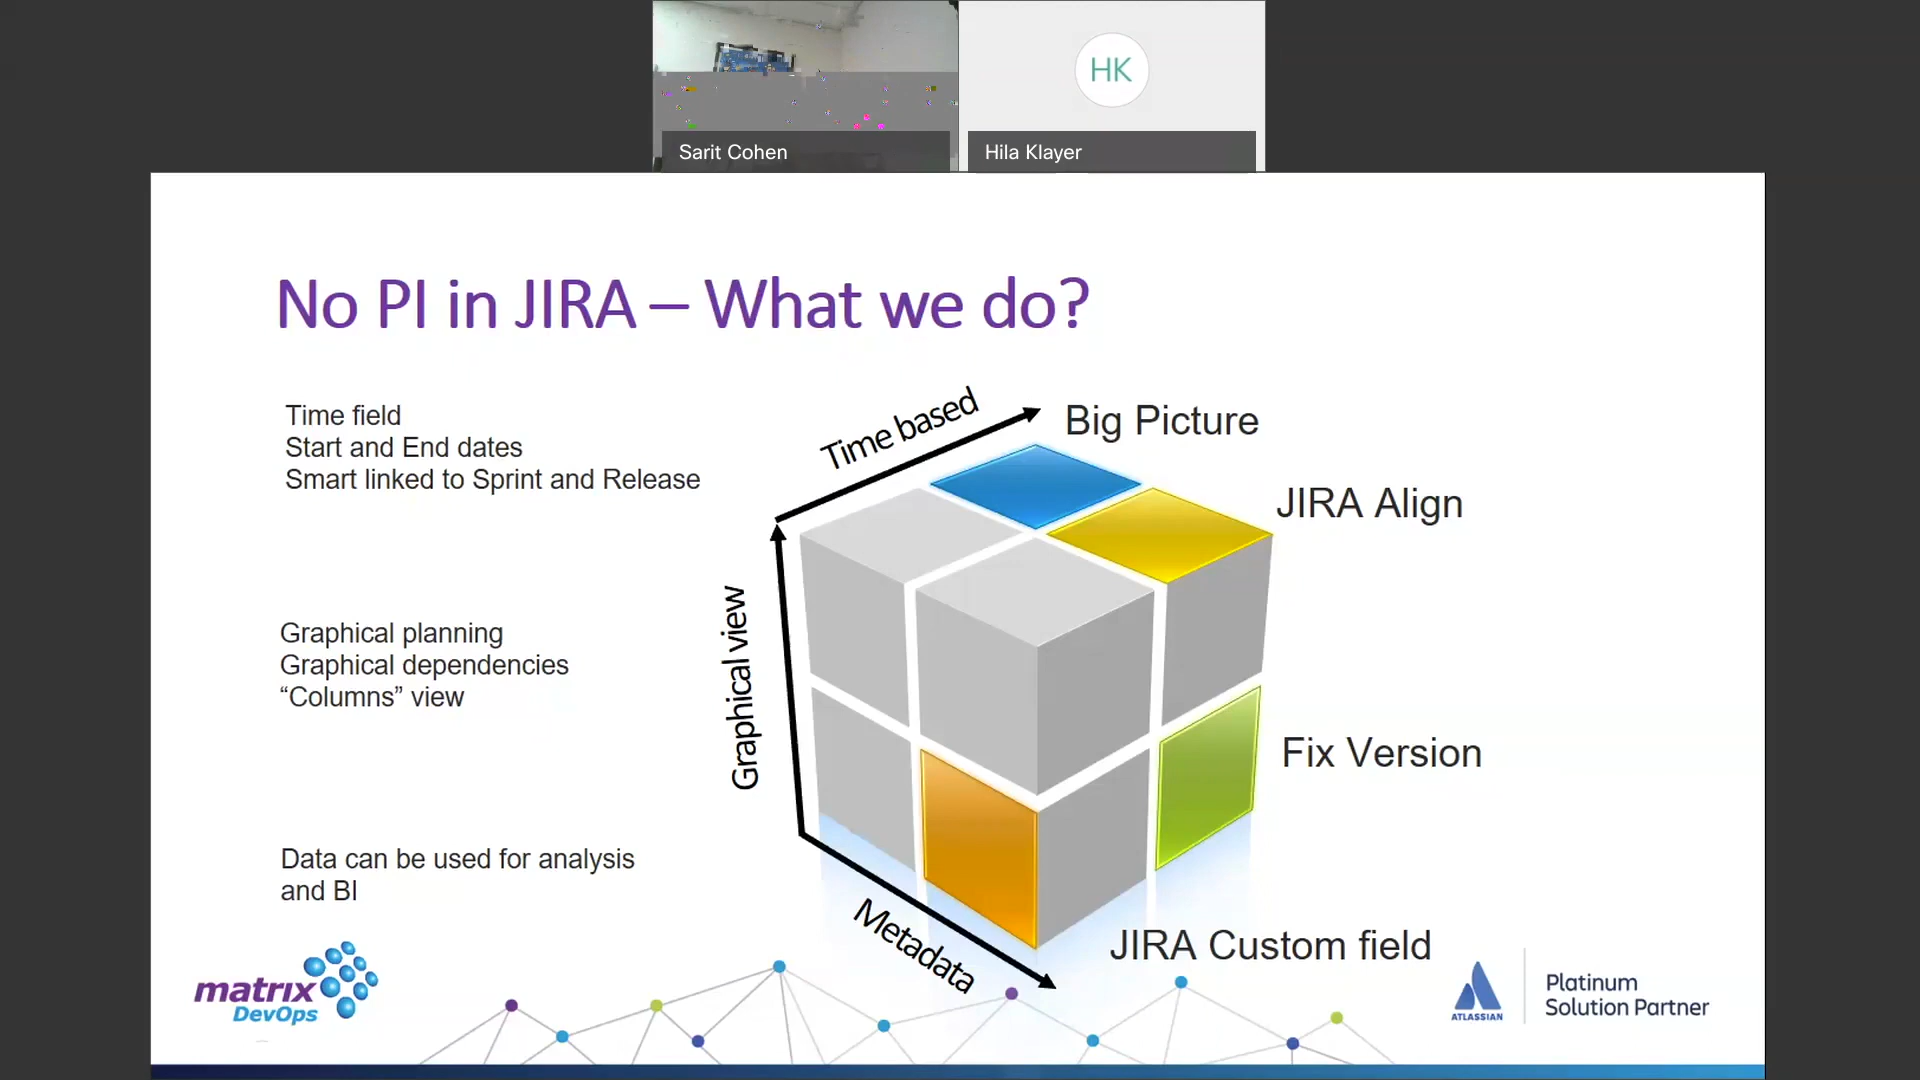 HK
Sarit Cohen
Hila Klayer
No PI in JIRA – What we do?
Time field
Start and End dates
Smart linked to Sprint and Release
Graphical planning
Graphical dependencies
“Columns” view
Data can be used for analysis
and BI
Time based
Graphical view
Metadata
Big Picture
JIRA Align
Fix Version
JIRA Custom field
matrix
DevOps
ATLASSIAN
Platinum
Solution Partner